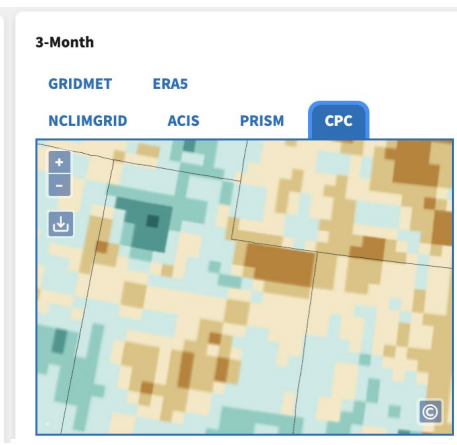 3-Month
GRIDMET ERA5
NCLIMGRID ACIS PRISM CPC
+
−
©